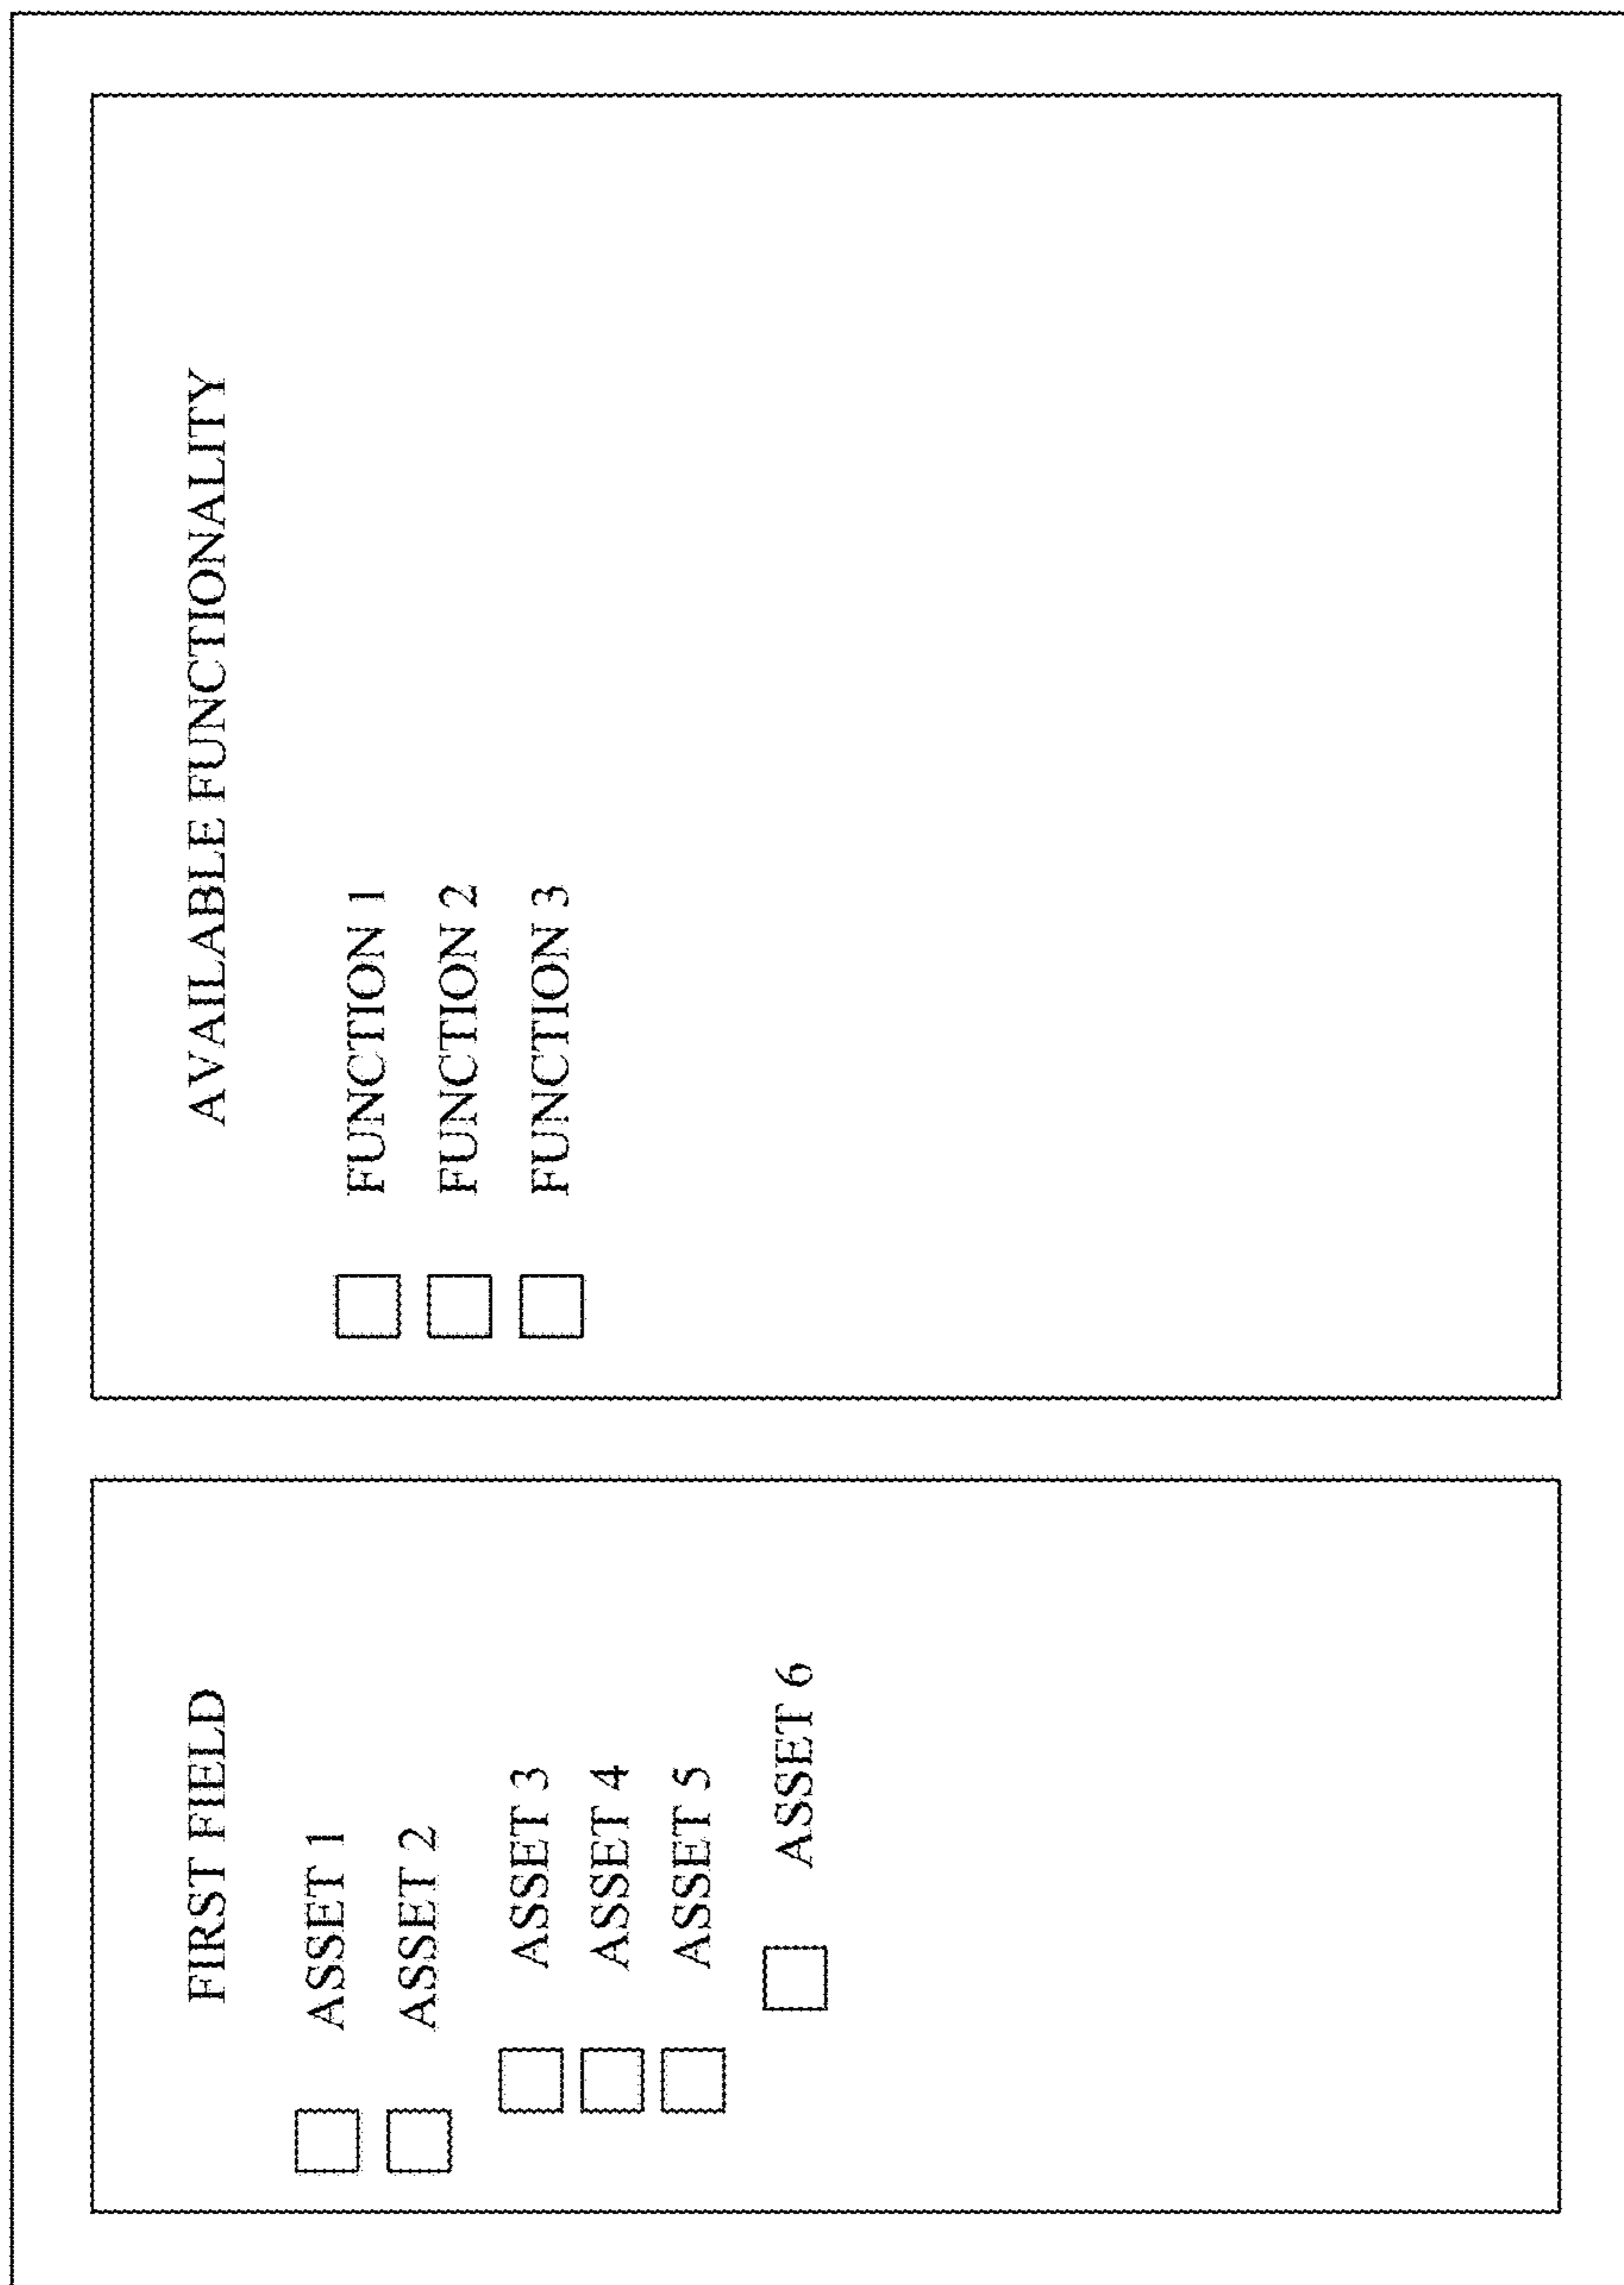 FIRST FIELD
ASSET 1
ASSET 2
ASSET 3
ASSET 4
ASSET 5
ASSET 6
AVAILABLE FUNCTIONALITY
FUNCTION 1
FUNCTION 2
FUNCTION 3